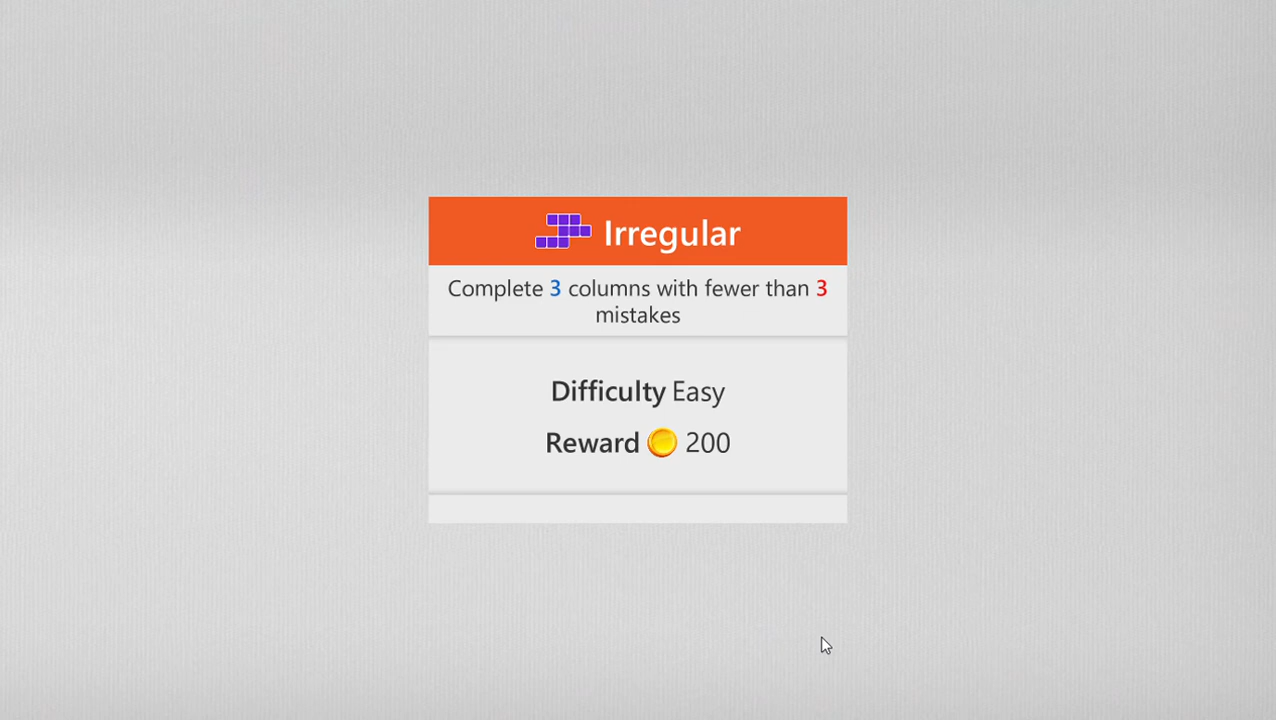 Irregular
Complete 3 columns with fewer than 3
mistakes
Difficulty Easy
Reward 200